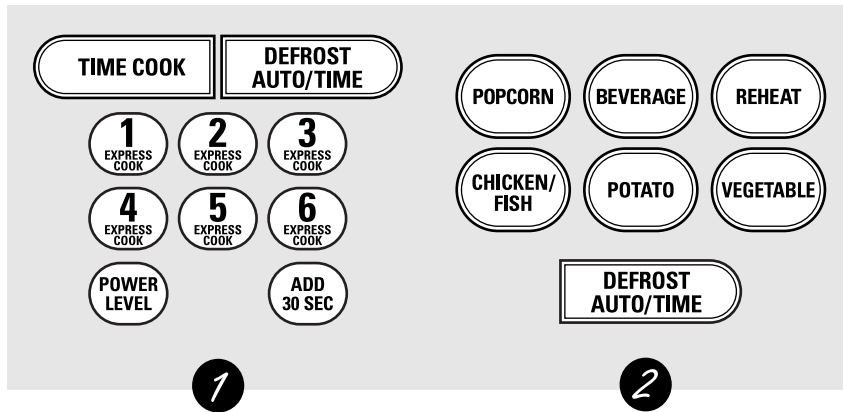 TIME COOK
DEFROST
AUTO/TIME
1
EXPRESS
COOK
2
EXPRESS
COOK
3
EXPRESS
COOK
4
EXPRESS
COOK
5
EXPRESS
COOK
6
EXPRESS
COOK
POWER
LEVEL
ADD
30 SEC
1
POPCORN
BEVERAGE
REHEAT
CHICKEN/
FISH
POTATO
VEGETABLE
DEFROST
AUTO/TIME
2